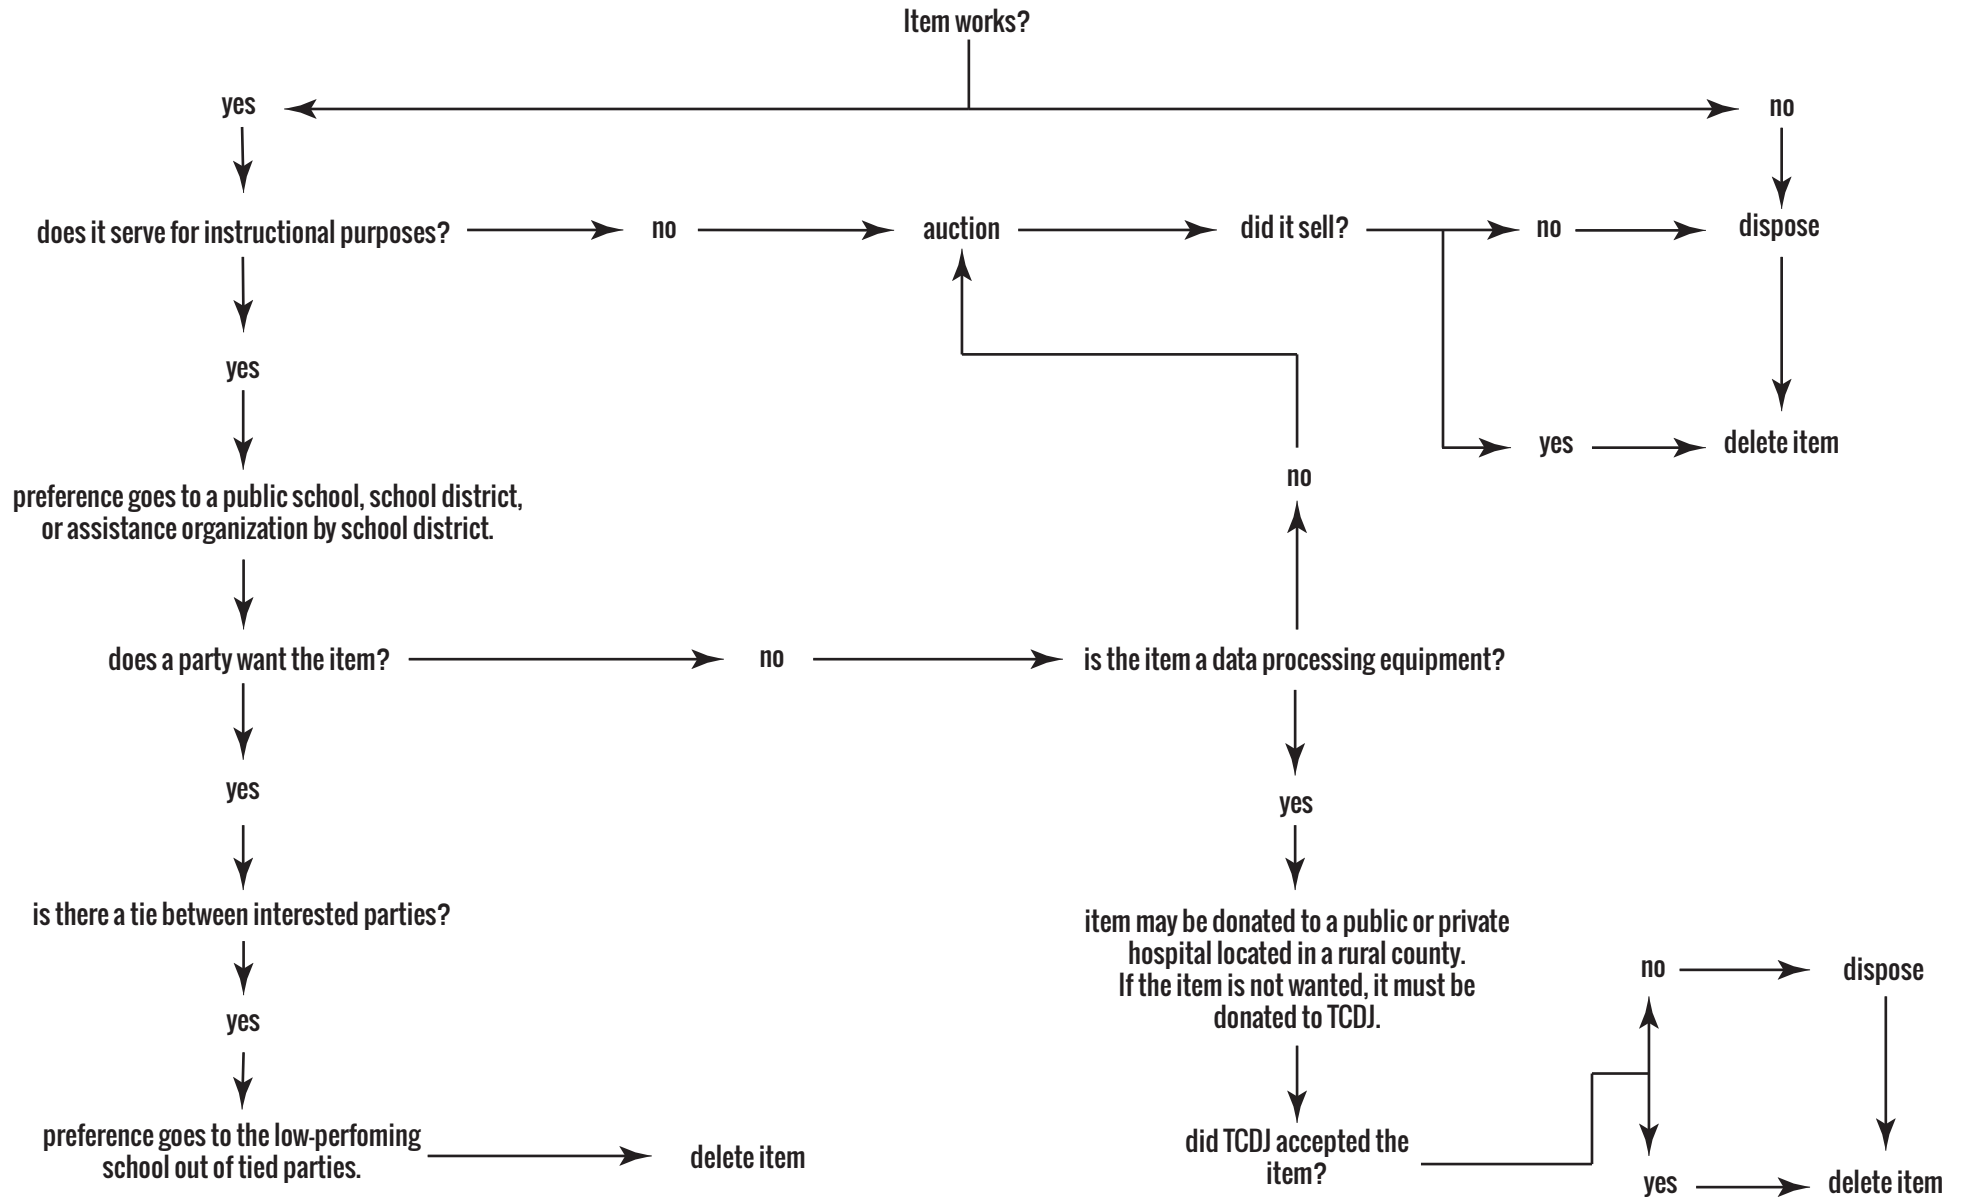 Item works?
yes
no
does it serve for instructional purposes?
no
auction
did it sell?
no
dispose
yes
yes
delete item
no
preference goes to a public school, school district,
or assistance organization by school district.
does a party want the item?
no
is the item a data processing equipment?
yes
yes
is there a tie between interested parties?
item may be donated to a public or private
hospital located in a rural county.
If the item is not wanted, it must be
donated to TCDJ.
no
dispose
yes
preference goes to the low-perfoming
school out of tied parties.
delete item
did TCDJ accepted the
item?
yes
delete item